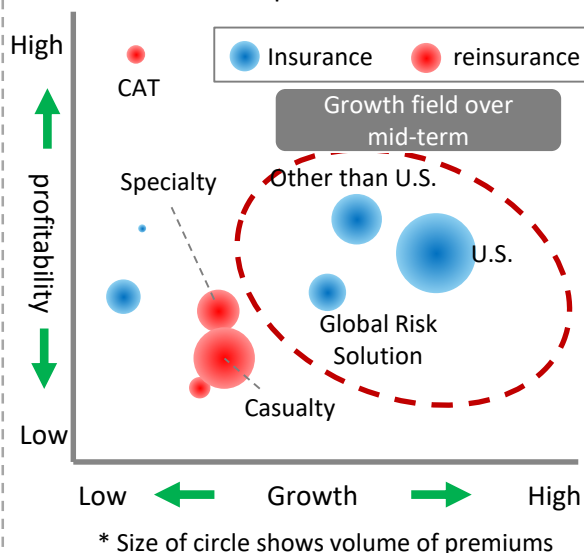 High
Insurance
reinsurance
CAT
Growth field over
mid-term
Specialty
Other than U.S.
profitability
U.S.
Global Risk
Solution
Casualty
Low
Low
Growth
High
* Size of circle shows volume of premiums